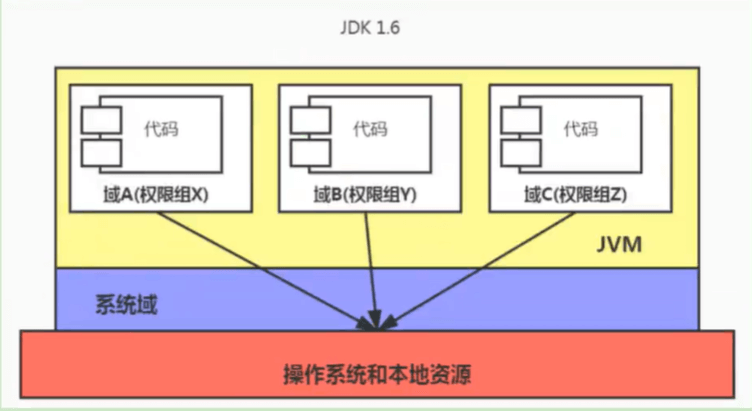 JDK 1.6
代码
代码
代码
域A(权限组X)
域B(权限组Y)
域C(权限组Z)
JVM
系统域
操作系统和本地资源